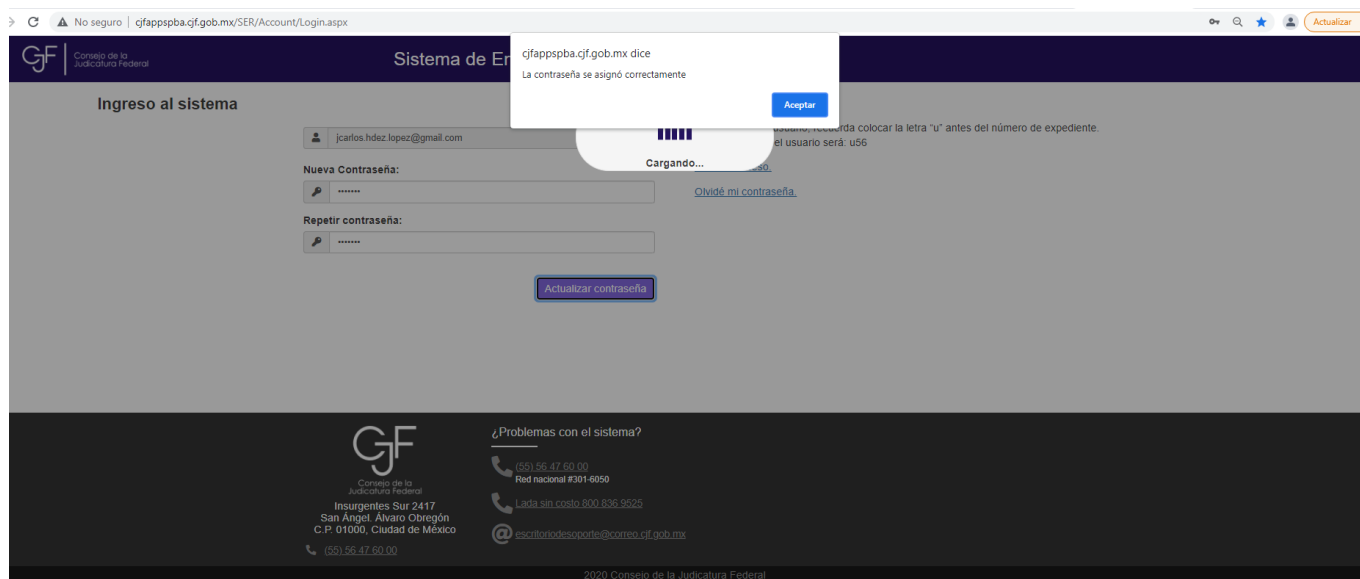 No seguro | cjfappspba.cjf.gob.mx/SER/Account/Login.aspx
Actualizar
CJF
Consejo de la
Judicatura Federal
Sistema de En
cjfappspba.cjf.gob.mx dice
La contraseña se asignó correctamente
Aceptar
Ingreso al sistema
jcarlos.hdez.lopez@gmail.com
usuario, recuerda colocar la letra "u" antes del número de expediente.
el usuario será: u56
Cargando...
Nueva Contraseña:
•••••••
Olvidé mi contraseña.
Repetir contraseña:
•••••••
Actualizar contraseña
CJF
Consejo de la
Judicatura Federal
Insurgentes Sur 2417
San Ángel. Álvaro Obregón
C.P. 01000, Ciudad de México
(55) 56 47 60 00
¿Problemas con el sistema?
(55) 56 47 60 00
Red nacional #301-6050
Lada sin costo 800 836 9525
escritoriodesoporte@correo.cjf.gob.mx
2020 Consejo de la Judicatura Federal